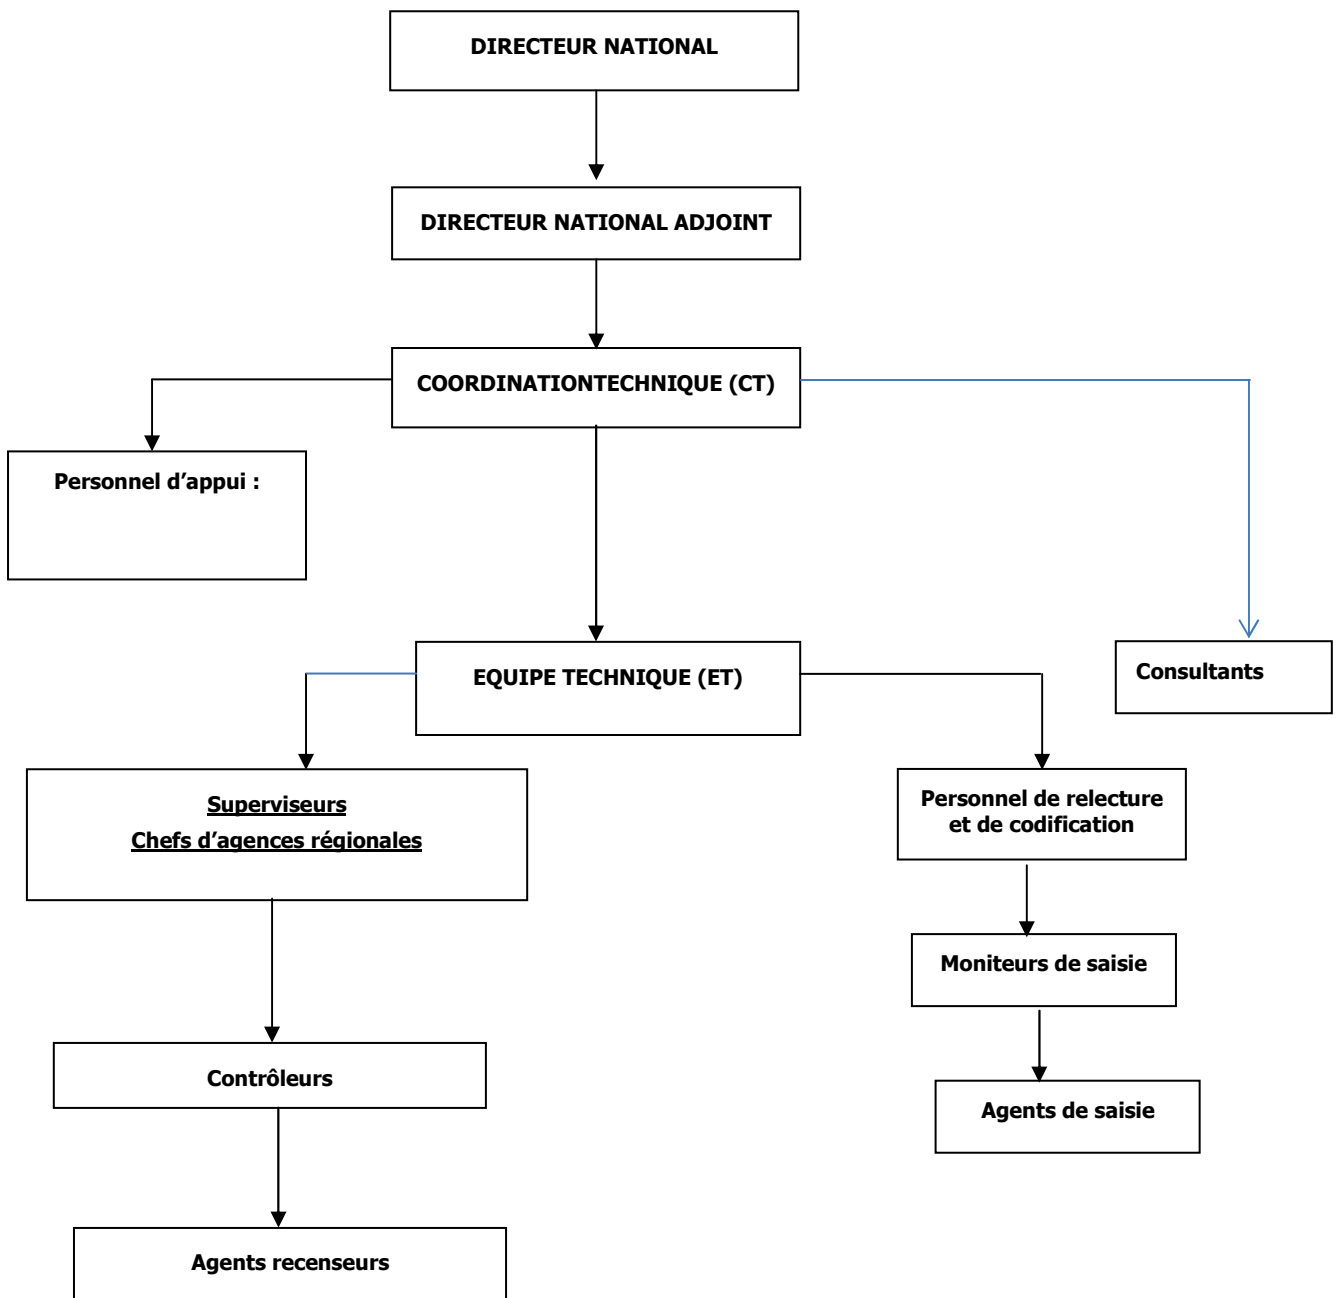 DIRECTEUR NATIONAL
DIRECTEUR NATIONAL ADJOINT
COORDINATIONTECHNIQUE (CT)
Personnel d’appui :
EQUIPE TECHNIQUE (ET)
Consultants
Superviseurs
Chefs d’agences régionales
Personnel de relecture
et de codification
Moniteurs de saisie
Contrôleurs
Agents de saisie
Agents recenseurs